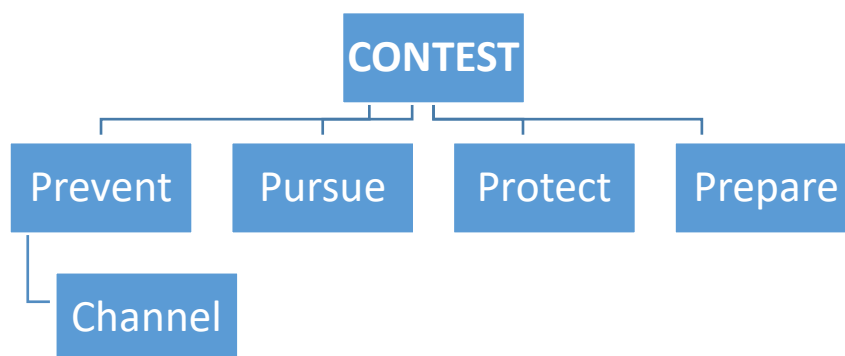 CONTEST
Prevent
Pursue
Protect
Prepare
Channel